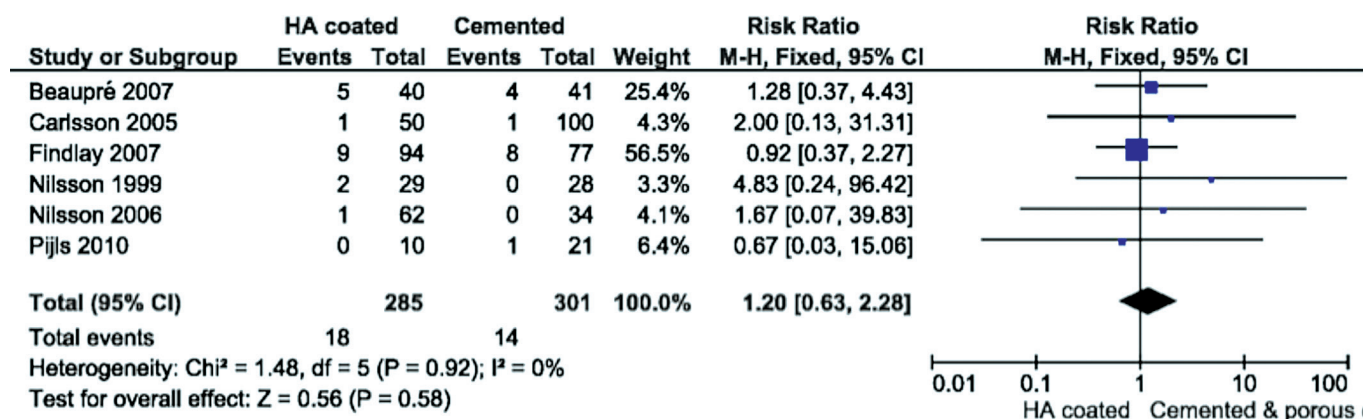 HA coated Cemented Risk Ratio Risk Ratio
Study or Subgroup Events Total Events Total Weight M-H, Fixed, 95% CI M-H, Fixed, 95% CI
Beaupré 2007 5 40 4 41 25.4% 1.28 [0.37, 4.43]
Carlsson 2005 1 50 1 100 4.3% 2.00 [0.13, 31.31]
Findlay 2007 9 94 8 77 56.5% 0.92 [0.37, 2.27]
Nilsson 1999 2 29 0 28 3.3% 4.83 [0.24, 96.42]
Nilsson 2006 1 62 0 34 4.1% 1.67 [0.07, 39.83]
Pijls 2010 0 10 1 21 6.4% 0.67 [0.03, 15.06]
Total (95% CI) 285 301 100.0% 1.20 [0.63, 2.28]
Total events 18 14
Heterogeneity: Chi² = 1.48, df = 5 (P = 0.92); I² = 0%
Test for overall effect: Z = 0.56 (P = 0.58)
0.01 0.1 1 10 100
HA coated Cemented & porous